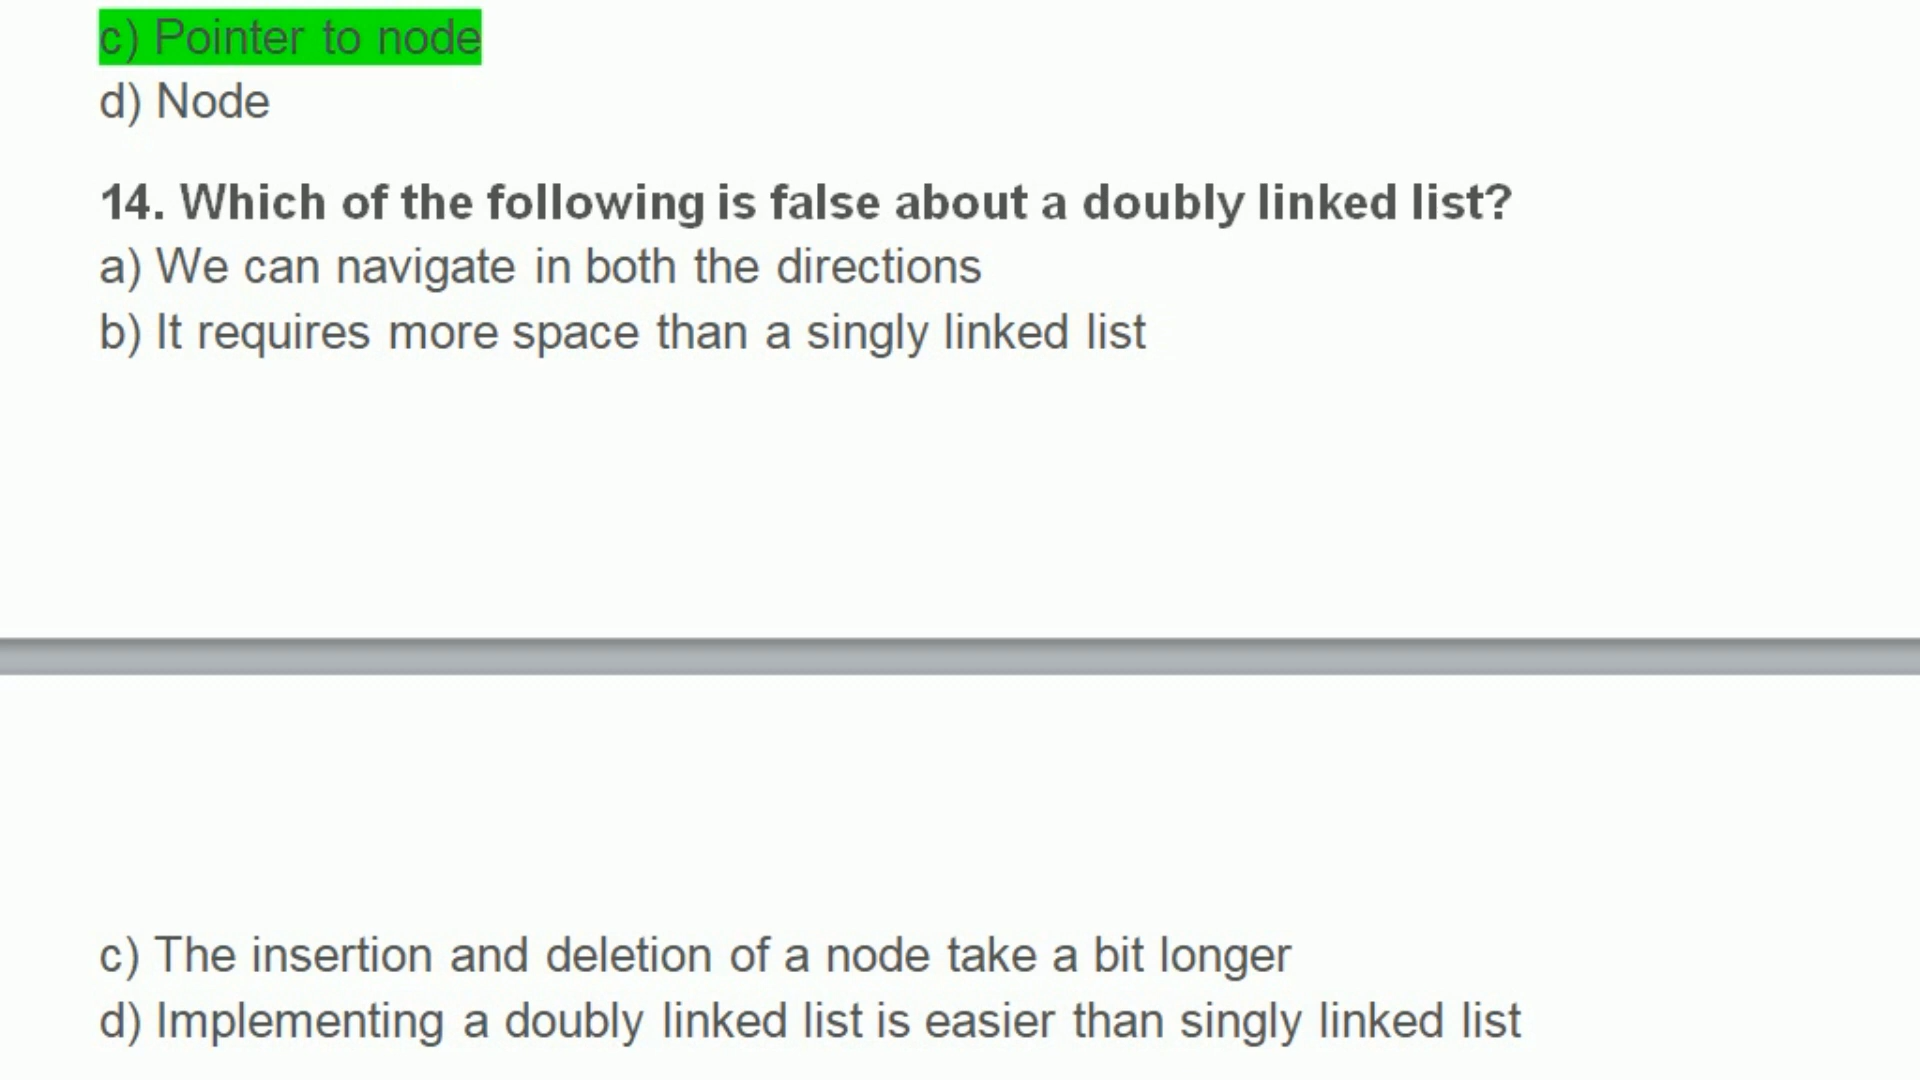 c) Pointer to node
d) Node
14. Which of the following is false about a doubly linked list?
a) We can navigate in both the directions
b) It requires more space than a singly linked list
c) The insertion and deletion of a node take a bit longer
d) Implementing a doubly linked list is easier than singly linked list